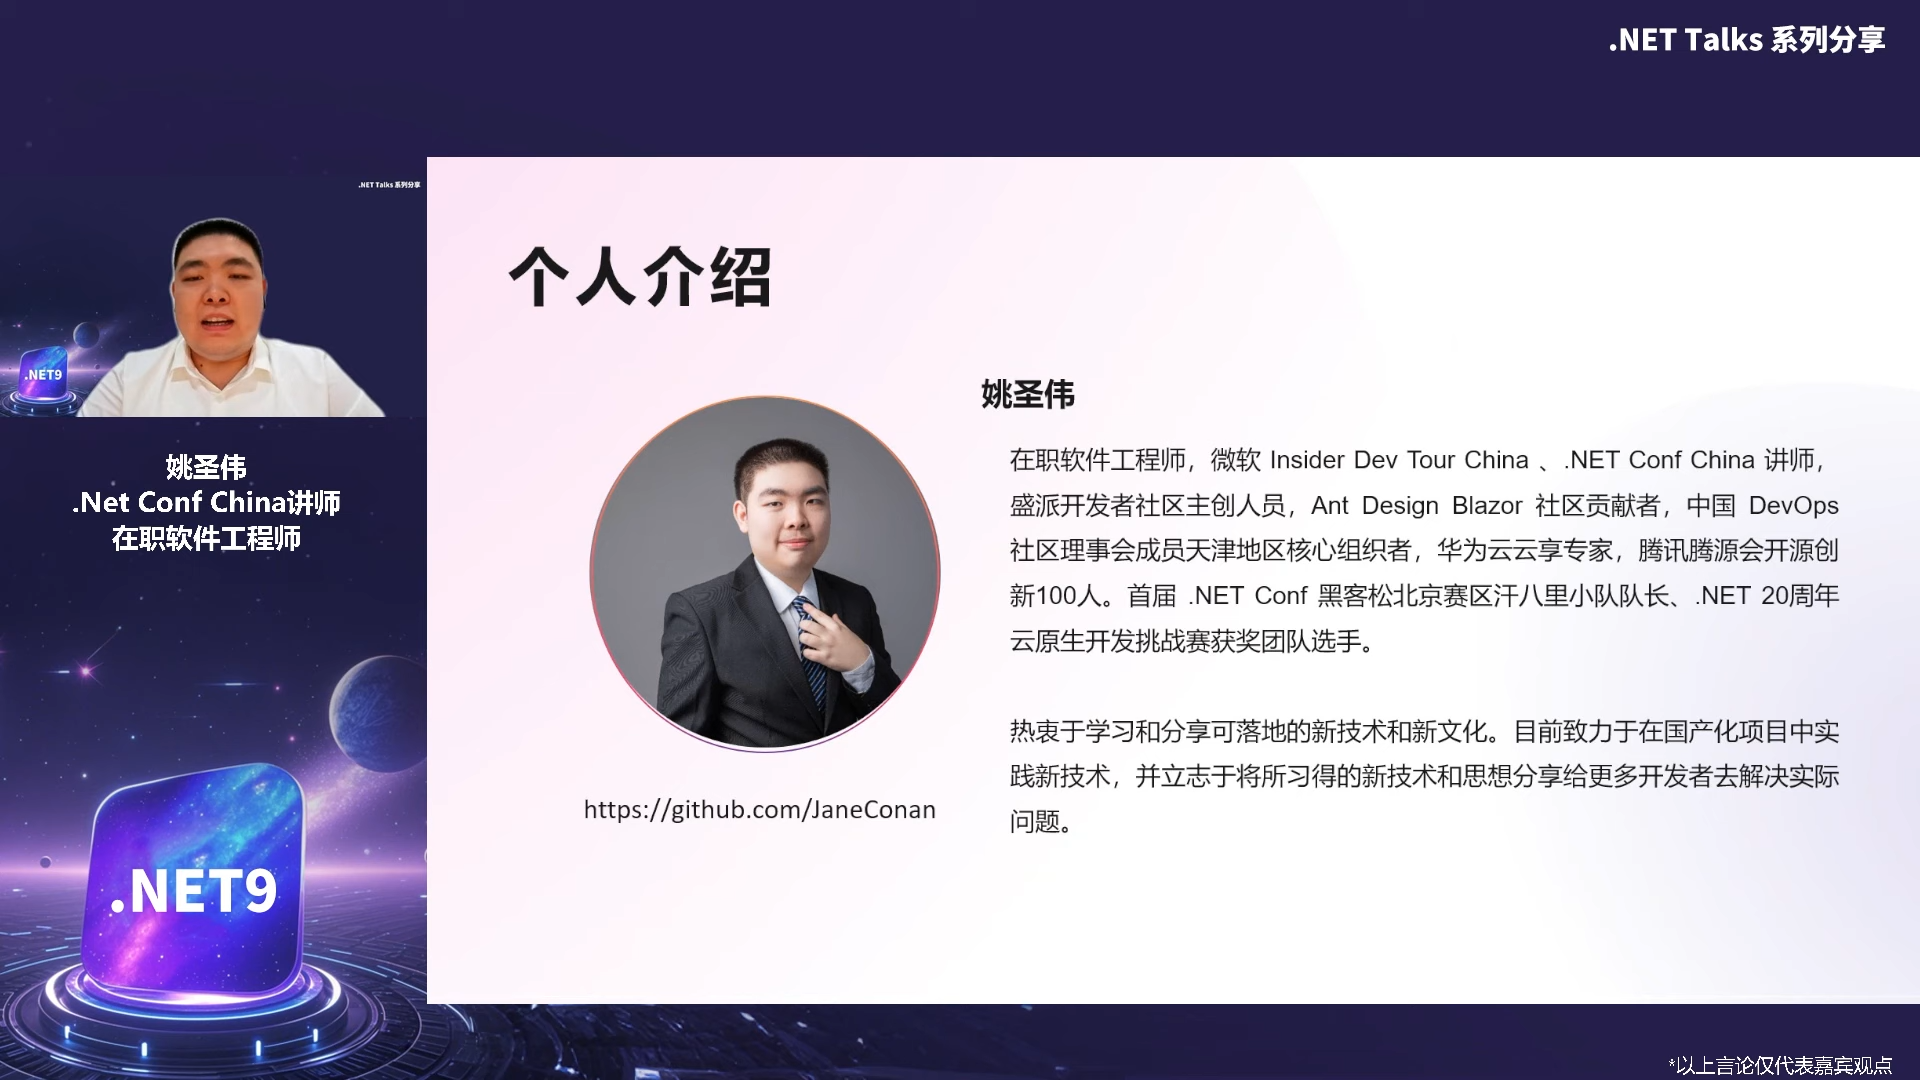 .NET Talks 系列分享
.NET Talks 系列分享
.NET9
姚圣伟
.Net Conf China讲师
在职软件工程师
.NET9
个人介绍
https://github.com/JaneConan
姚圣伟
在职软件工程师，微软 Insider Dev Tour China 、.NET Conf China 讲师，
盛派开发者社区主创人员，Ant Design Blazor 社区贡献者，中国 DevOps
社区理事会成员天津地区核心组织者，华为云云享专家，腾讯腾源会开源创
新100人。首届 .NET Conf 黑客松北京赛区汗八里小队队长、.NET 20周年
云原生开发挑战赛获奖团队选手。
热衷于学习和分享可落地的新技术和新文化。目前致力于在国产化项目中实
践新技术，并立志于将所习得的新技术和思想分享给更多开发者去解决实际
问题。
*以上言论仅代表嘉宾观点